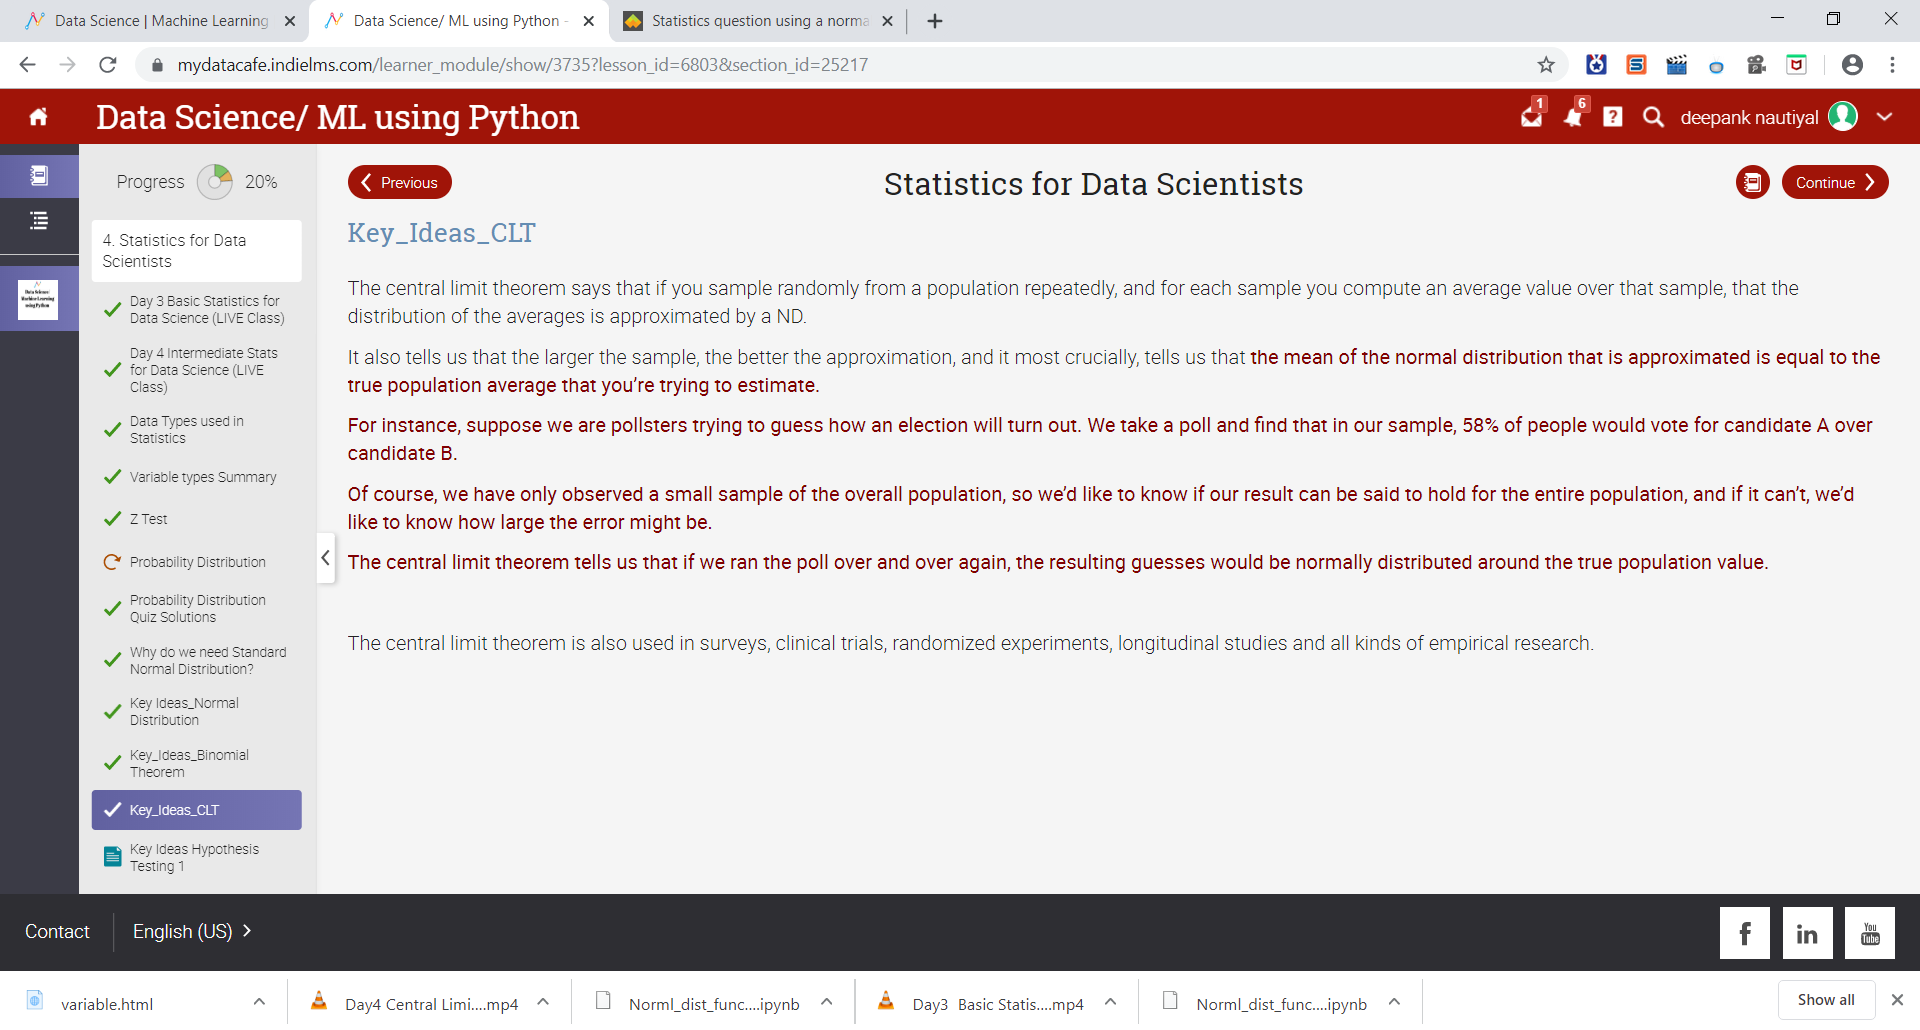 Data Science | Machine Learning
Data Science/ ML using Python -
Statistics question using a norma
mydatacafe.indielms.com/learner_module/show/3735?lesson_id=6803&section_id=25217
Data Science/ ML using Python
1
6
deepank nautiyal
Progress
20%
Previous
Statistics for Data Scientists
Continue
4. Statistics for Data
Scientists
Day 3 Basic Statistics for
Data Science (LIVE Class)
Day 4 Intermediate Stats
for Data Science (LIVE
Class)
Data Types used in
Statistics
Variable types Summary
Z Test
Probability Distribution
Probability Distribution
Quiz Solutions
Why do we need Standard
Normal Distribution?
Key Ideas_Normal
Distribution
Key_Ideas_Binomial
Theorem
Key_Ideas_CLT
Key Ideas Hypothesis
Testing 1
Key_Ideas_CLT
The central limit theorem says that if you sample randomly from a population repeatedly, and for each sample you compute an average value over that sample, that the
distribution of the averages is approximated by a ND.
It also tells us that the larger the sample, the better the approximation, and it most crucially, tells us that the mean of the normal distribution that is approximated is equal to the
true population average that you're trying to estimate.
For instance, suppose we are pollsters trying to guess how an election will turn out. We take a poll and find that in our sample, 58% of people would vote for candidate A over
candidate B.
Of course, we have only observed a small sample of the overall population, so we'd like to know if our result can be said to hold for the entire population, and if it can't, we'd
like to know how large the error might be.
The central limit theorem tells us that if we ran the poll over and over again, the resulting guesses would be normally distributed around the true population value.
The central limit theorem is also used in surveys, clinical trials, randomized experiments, longitudinal studies and all kinds of empirical research.
Contact
English (US)
f
in
You
Tube
variable.html
Day4 Central Limi....mp4
Norml_dist_func....ipynb
Day3 Basic Statis....mp4
Norml_dist_func....ipynb
Show all